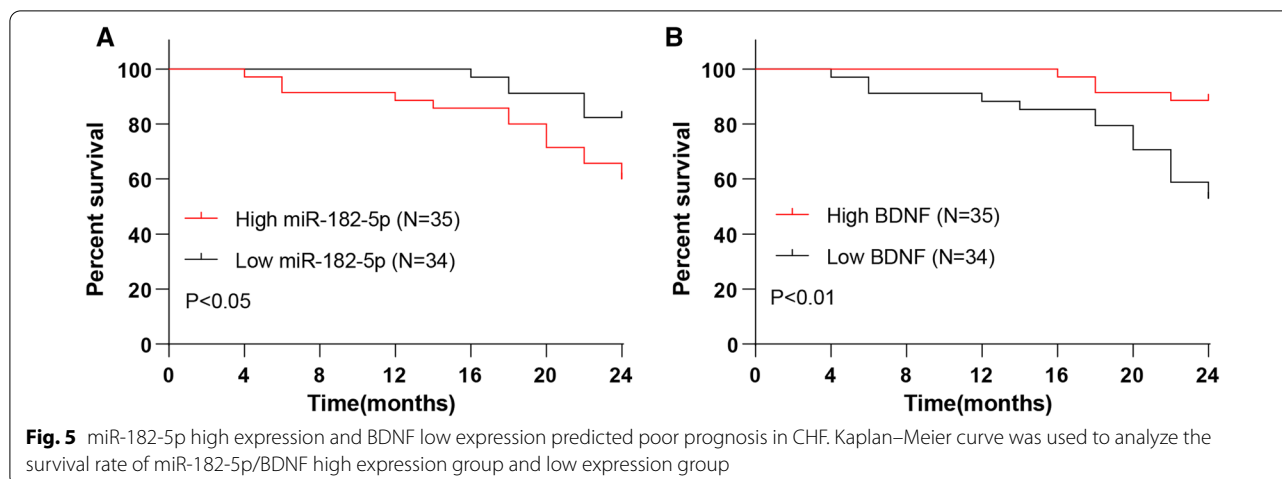 A
Percent survival
100
80
60
40
20
0
High miR-182-5p (N=35)
Low miR-182-5p (N=34)
P<0.05
0 4 8 12 16 20 24
Time(months)
B
Percent survival
100
80
60
40
20
0
High BDNF (N=35)
Low BDNF (N=34)
P<0.01
0 4 8 12 16 20 24
Time(months)
Fig. 5 miR-182-5p high expression and BDNF low expression predicted poor prognosis in CHF. Kaplan–Meier curve was used to analyze the
survival rate of miR-182-5p/BDNF high expression group and low expression group